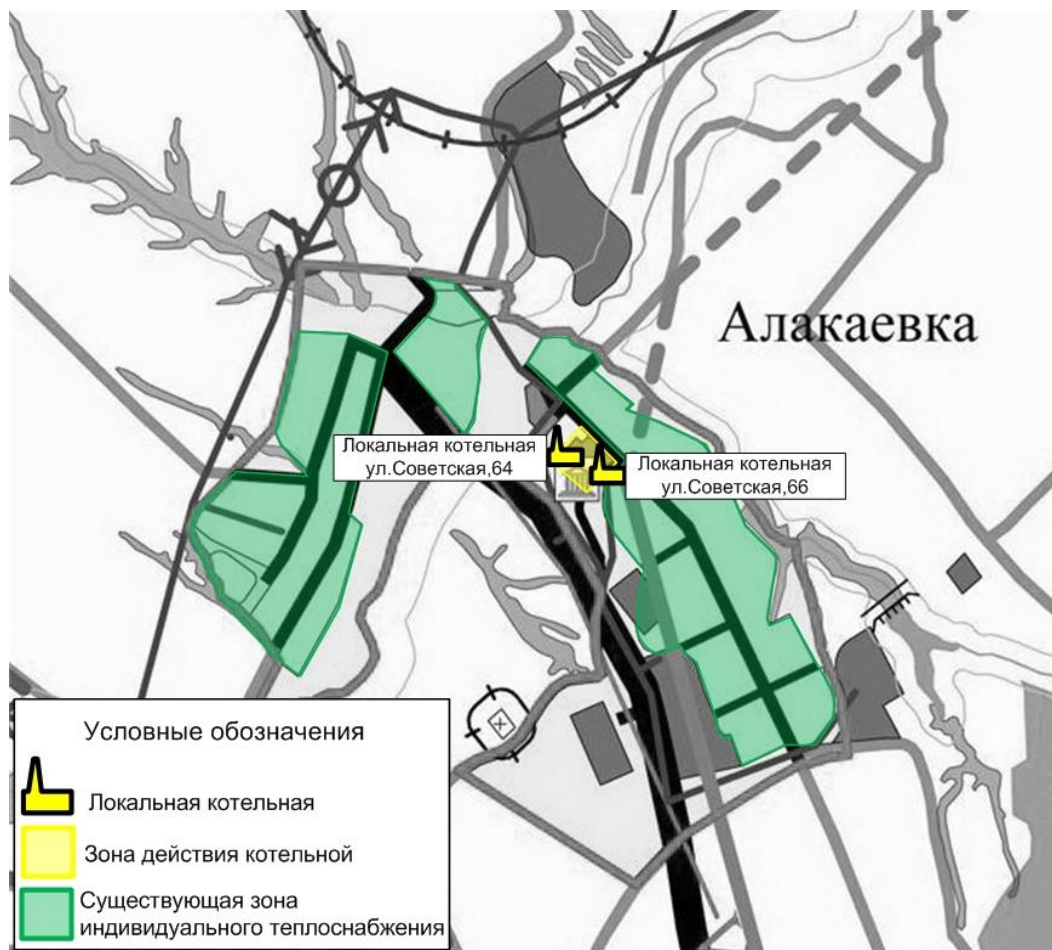 Алакаевка
Локальная котельная
ул.Советская,64
Локальная котельная
ул.Советская,66
Условные обозначения
Локальная котельная
Зона действия котельной
Существующая зона
индивидуального теплоснабжения